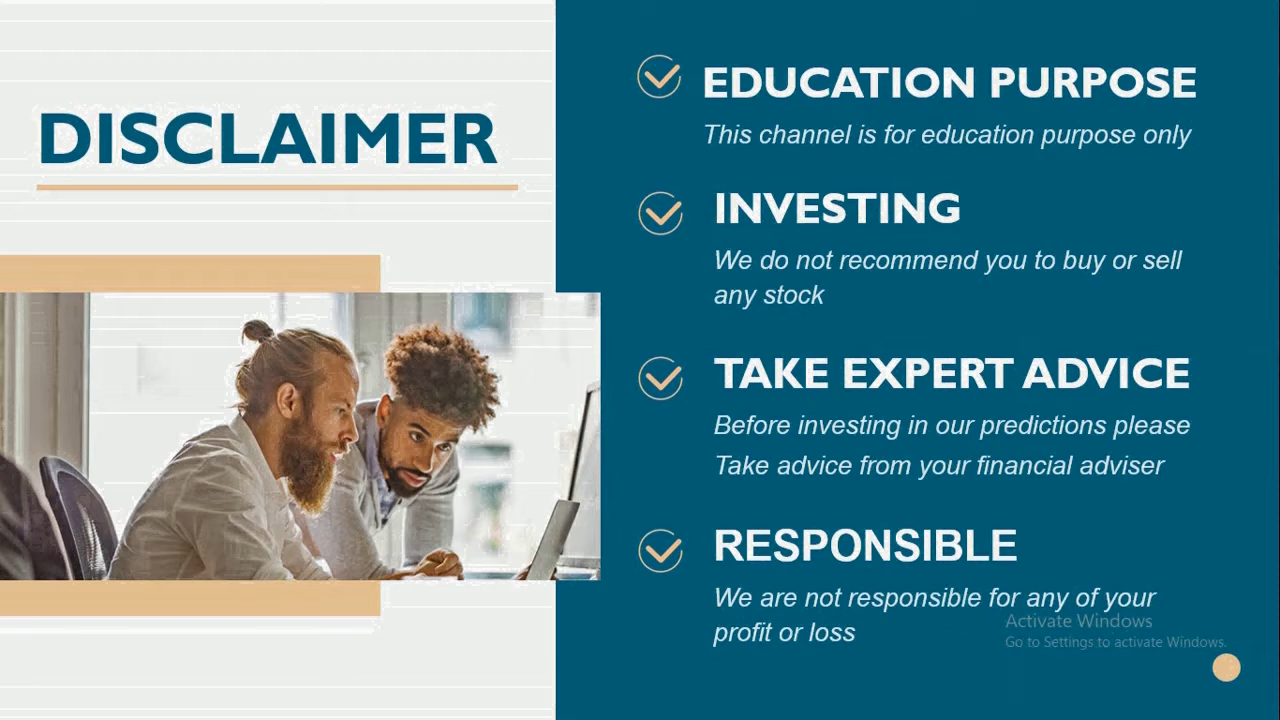 DISCLAIMER
EDUCATION PURPOSE
This channel is for education purpose only
INVESTING
We do not recommend you to buy or sell
any stock
TAKE EXPERT ADVICE
Before investing in our predictions please
Take advice from your financial adviser
RESPONSIBLE
We are not responsible for any of your
profit or loss
Activate Windows
Go to Settings to activate Windows.